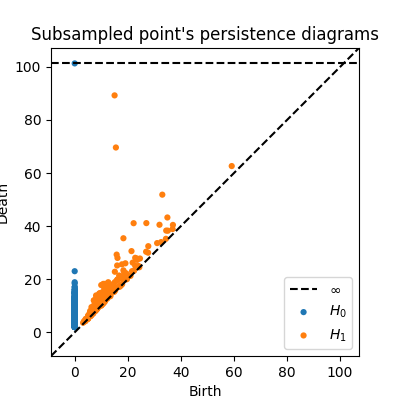 Subsampled point's persistence diagrams
100
80
60
40
20
0
Death
0 20 40 60 80 100
Birth
∞
H₀
H₁